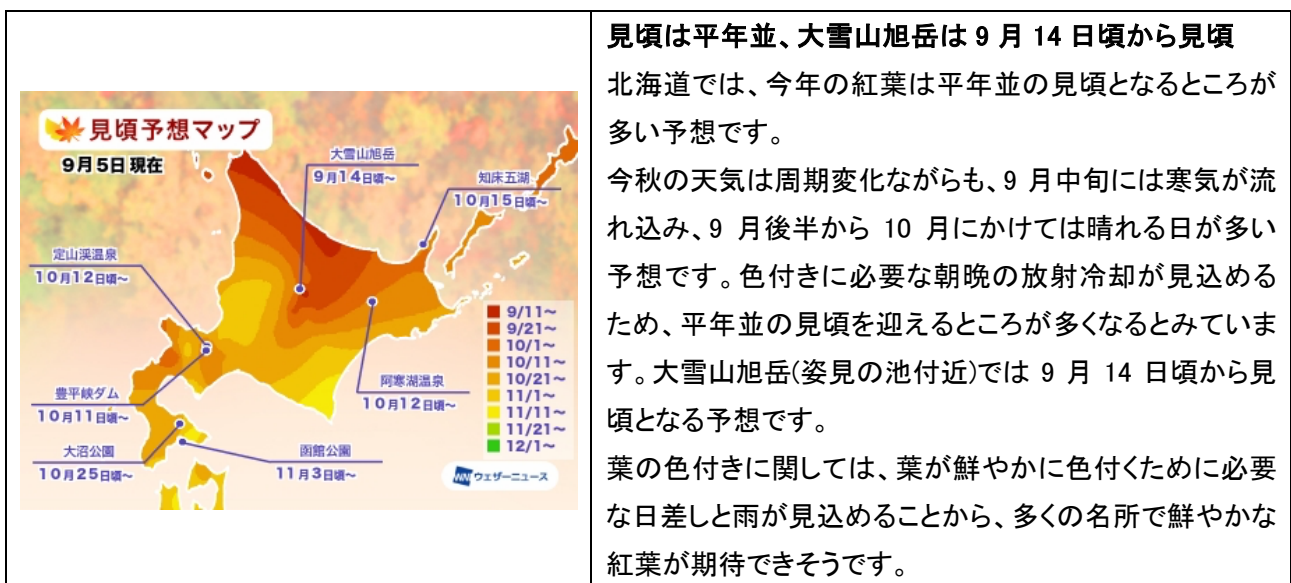 見頃予想マップ
9月5日現在
大雪山旭岳
9月14日頃~
知床五湖
10月15日頃~
定山渓温泉
10月12日頃~
豊平峡ダム
10月11日頃~
大沼公園
10月25日頃~
函館公園
11月3日頃~
阿寒湖温泉
10月12日頃~
9/11~
9/21~
10/1~
10/11~
10/21~
11/1~
11/11~
11/21~
12/1~
WNI ウェザーニュース
見頃は平年並、大雪山旭岳は 9 月 14 日頃から見頃
北海道では、今年の紅葉は平年並の見頃となるところが
多い予想です。
今秋の天気は周期変化ながらも、9 月中旬には寒気が流
れ込み、9 月後半から 10 月にかけては晴れる日が多い
予想です。色付きに必要な朝晩の放射冷却が見込める
ため、平年並の見頃を迎えるところが多くなるとみていま
す。大雪山旭岳(姿見の池付近)では 9 月 14 日頃から見
頃となる予想です。
葉の色付きに関しては、葉が鮮やかに色付くために必要
な日差しと雨が見込めることから、多くの名所で鮮やかな
紅葉が期待できそうです。